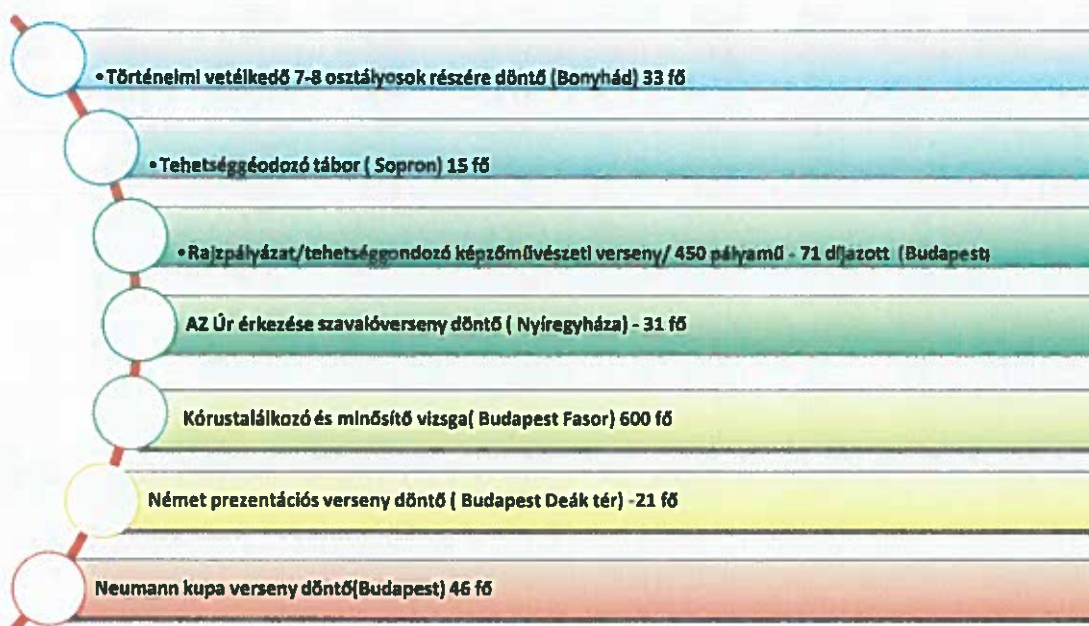 •Történelmi vetélkedő 7-8 osztályosok részére döntő (Bonyhád) 33 fő
•Tehetséggéodozó tábor ( Sopron) 15 fő
•Rajzpályázat/tehetséggondozó képzőművészeti verseny/ 450 pályamű - 71 díjazott (Budapest)
AZ Úr érkezése szavalóverseny döntő ( Nyíregyháza) - 31 fő
Kórustalálkozó és minősítő vizsga( Budapest Fasor) 600 fő
Német prezentációs verseny döntő ( Budapest Deák tér) -21 fő
Neumann kupa verseny döntő(Budapest) 46 fő